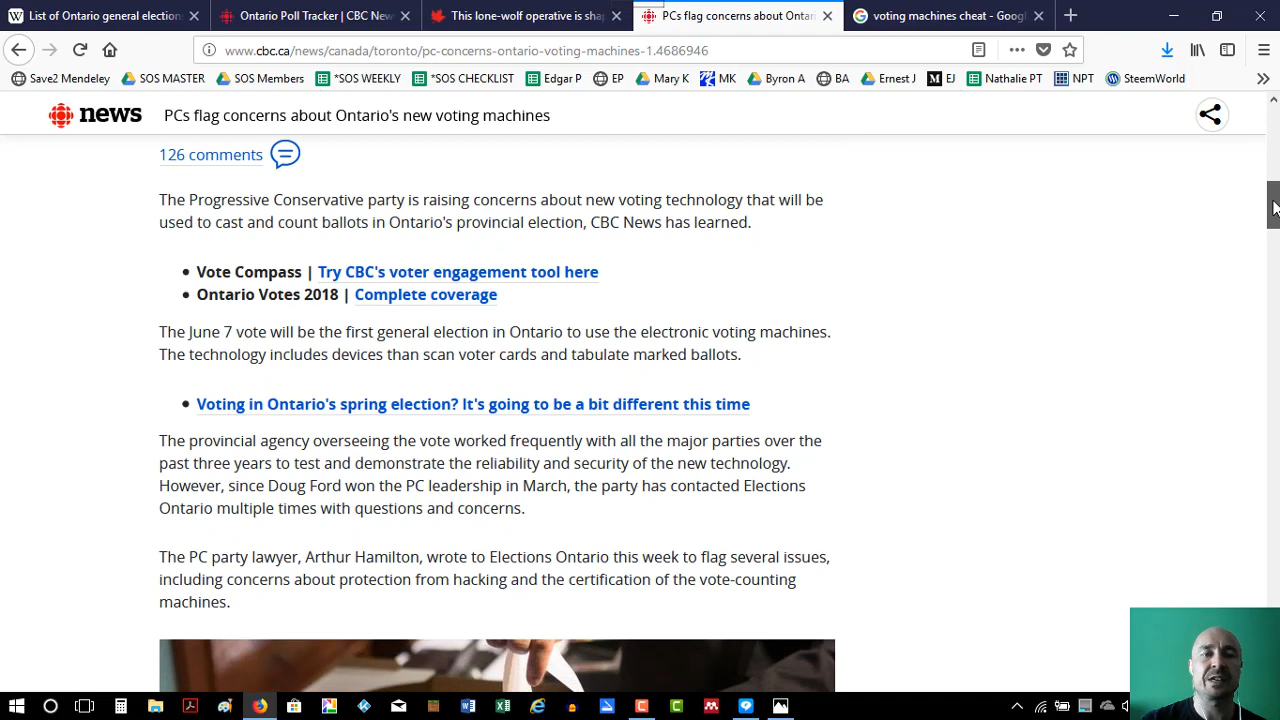 List of Ontario general elections
Ontario Poll Tracker | CBC New
This lone-wolf operative is sha
PCs flag concerns about Ontar
voting machines cheat - Googl
www.cbc.ca/news/canada/toronto/pc-concerns-ontario-voting-machines-1.4686946
Save2 Mendeley SOS MASTER SOS Members *SOS WEEKLY *SOS CHECKLIST Edgar P EP Mary K MK Byron A BA Ernest J EJ Nathalie PT NPT SteemWorld
news PCs flag concerns about Ontario's new voting machines
126 comments
The Progressive Conservative party is raising concerns about new voting technology that will be
used to cast and count ballots in Ontario's provincial election, CBC News has learned.
Vote Compass | Try CBC's voter engagement tool here
Ontario Votes 2018 | Complete coverage
The June 7 vote will be the first general election in Ontario to use the electronic voting machines.
The technology includes devices than scan voter cards and tabulate marked ballots.
Voting in Ontario's spring election? It's going to be a bit different this time
The provincial agency overseeing the vote worked frequently with all the major parties over the
past three years to test and demonstrate the reliability and security of the new technology.
However, since Doug Ford won the PC leadership in March, the party has contacted Elections
Ontario multiple times with questions and concerns.
The PC party lawyer, Arthur Hamilton, wrote to Elections Ontario this week to flag several issues,
including concerns about protection from hacking and the certification of the vote-counting
machines.